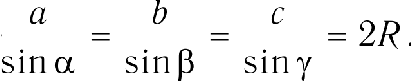 a/sin α = b/sin β = c/sin γ = 2R.